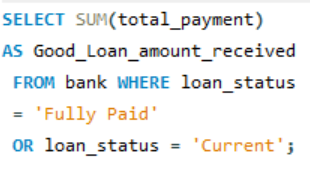 SELECT SUM(total_payment)
AS Good_Loan_amount_received
FROM bank WHERE loan_status
= 'Fully Paid'
OR loan_status = 'Current';